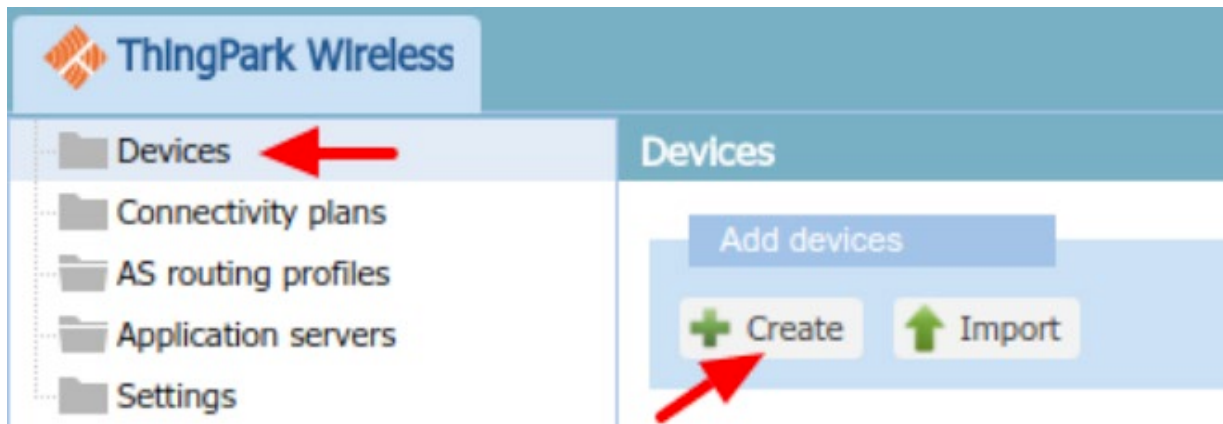 ThingPark Wireless
Devices
Connectivity plans
AS routing profiles
Application servers
Settings
Devices
Add devices
Create Import